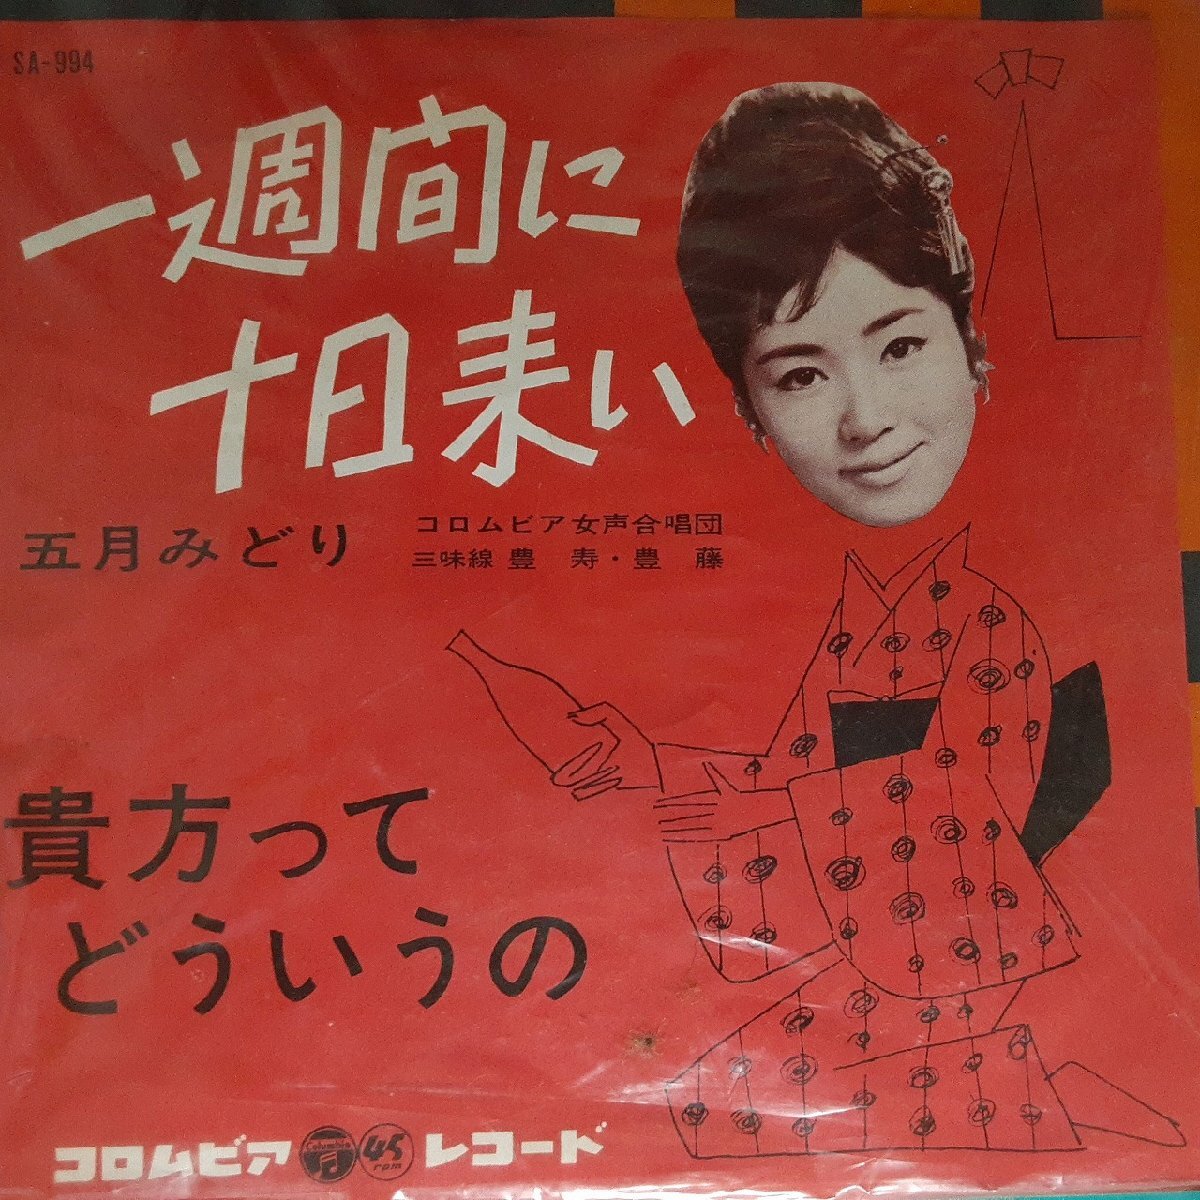 SA-994
一週間に
十日来い
五月みどり
コロムビア女声合唱団
三味線 豊 寿・豊 藤
貴方って
どういうの
コロムビア 45 rpm レコード